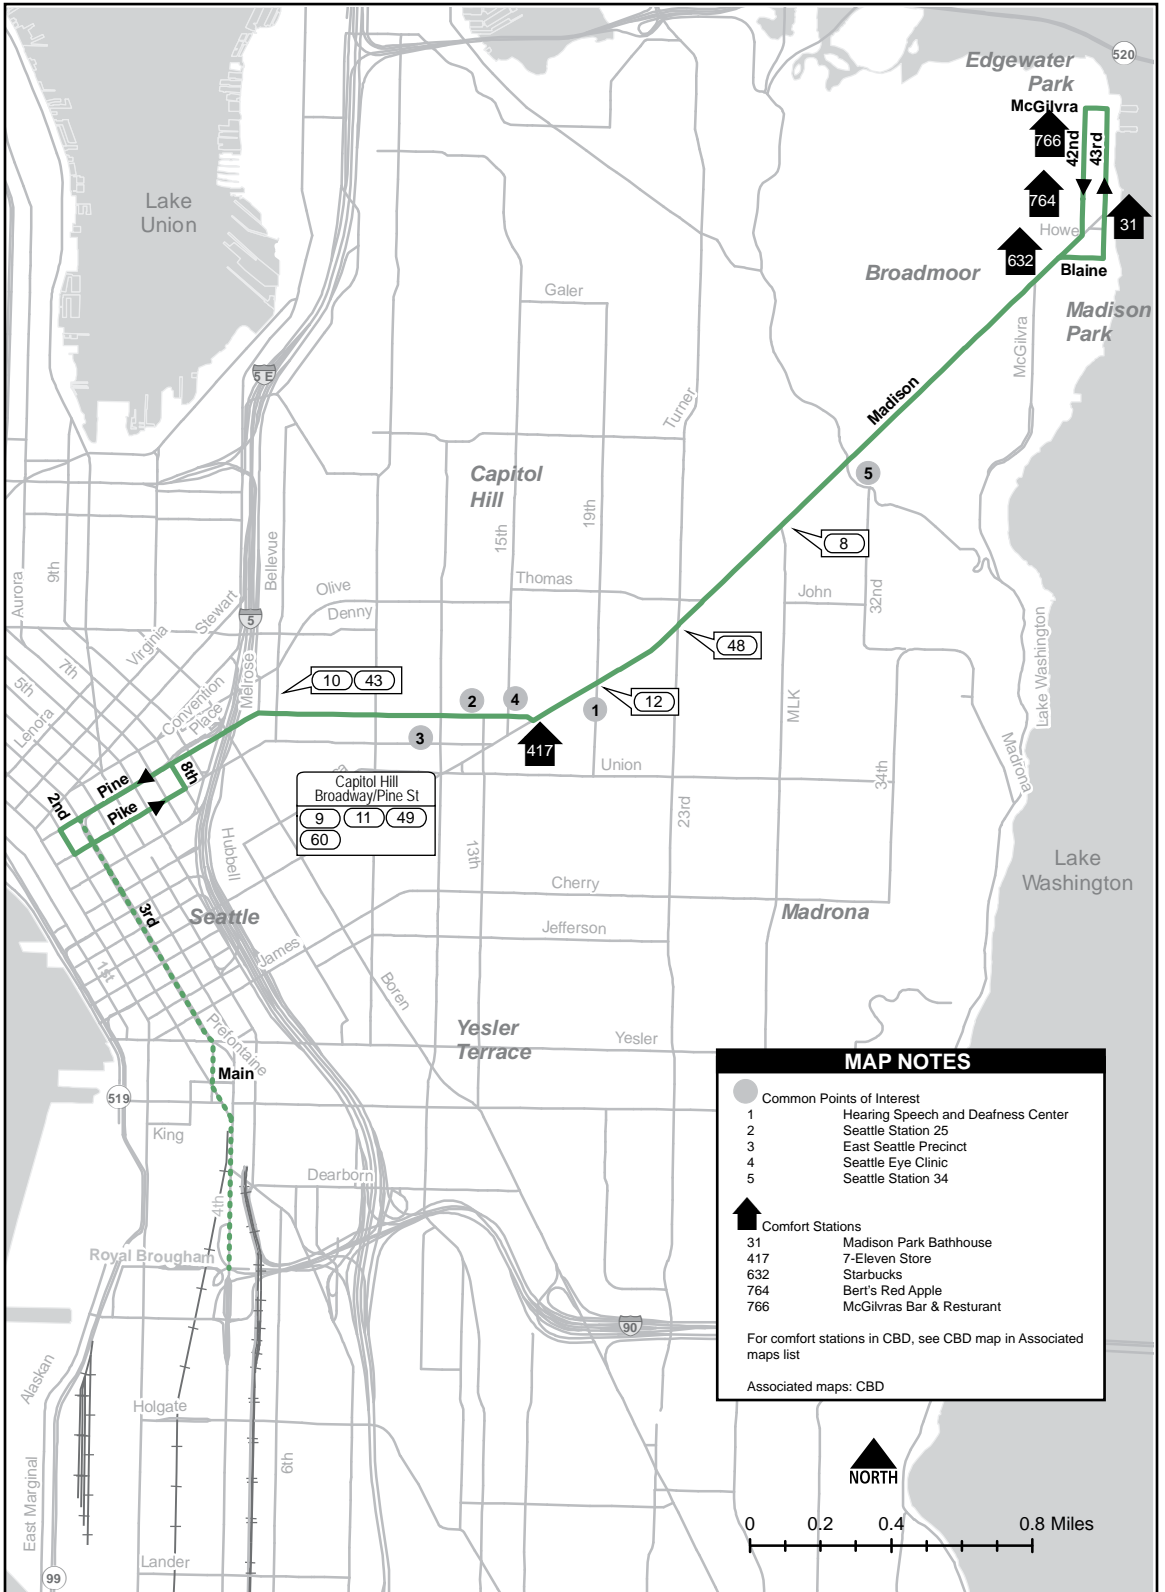 520
Edgewater
Park
McGilvra
766
42nd
43rd
764
31
Howe
632
Blaine
Broadmoor
Madison
Park
McGilvra
Lake
Union
Galer
5 E
Turner
Madison
Capitol
Hill
5
15th
19th
8
Bellevue
Aurora
9th
Olive
Denny
Thomas
John
32nd
Stewart
Virginia
7th
5th
Lenora
5
Melrose
Convention
Place
10 43
48
12
2
4
1
3
417
MLK
Lake Washington
Madrona
Union
34th
23rd
Pine
Pike
8th
2nd
Capitol Hill
Broadway/Pine St
9 11 49
60
Hubbell
13th
Cherry
Jefferson
Madrona
Lake
Washington
Seattle
3rd
1st
James
Boren
Prefontaine
Yesler
Terrace
Yesler
Main
519
King
Dearborn
4th
Royal Brougham
90
Alaskan
Holgate
6th
East Marginal
Lander
99
MAP NOTES
Common Points of Interest
1 Hearing Speech and Deafness Center
2 Seattle Station 25
3 East Seattle Precinct
4 Seattle Eye Clinic
5 Seattle Station 34
Comfort Stations
31 Madison Park Bathhouse
417 7-Eleven Store
632 Starbucks
764 Bert's Red Apple
766 McGilvras Bar & Resturant
For comfort stations in CBD, see CBD map in Associated
maps list
Associated maps: CBD
NORTH
0 0.2 0.4 0.8 Miles